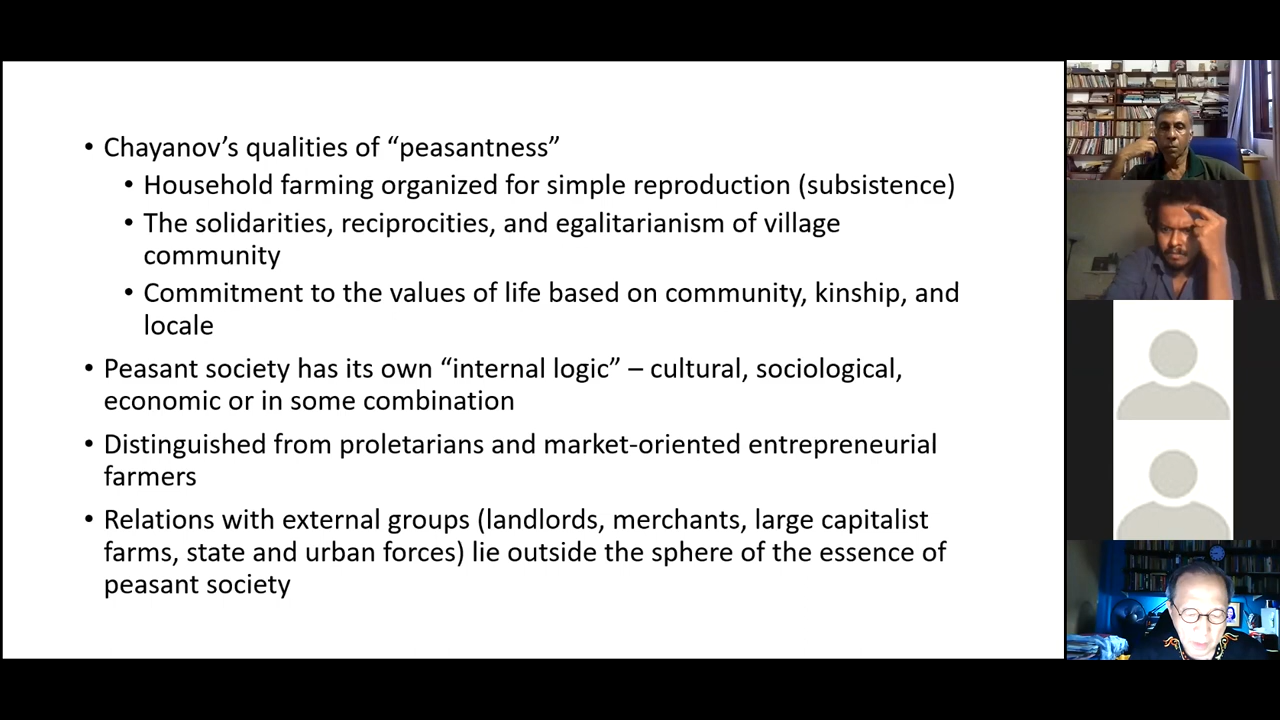 • Chayanov’s qualities of “peasantness”
• Household farming organized for simple reproduction (subsistence)
• The solidarities, reciprocities, and egalitarianism of village
community
• Commitment to the values of life based on community, kinship, and
locale
• Peasant society has its own “internal logic” – cultural, sociological,
economic or in some combination
• Distinguished from proletarians and market-oriented entrepreneurial
farmers
• Relations with external groups (landlords, merchants, large capitalist
farms, state and urban forces) lie outside the sphere of the essence of
peasant society